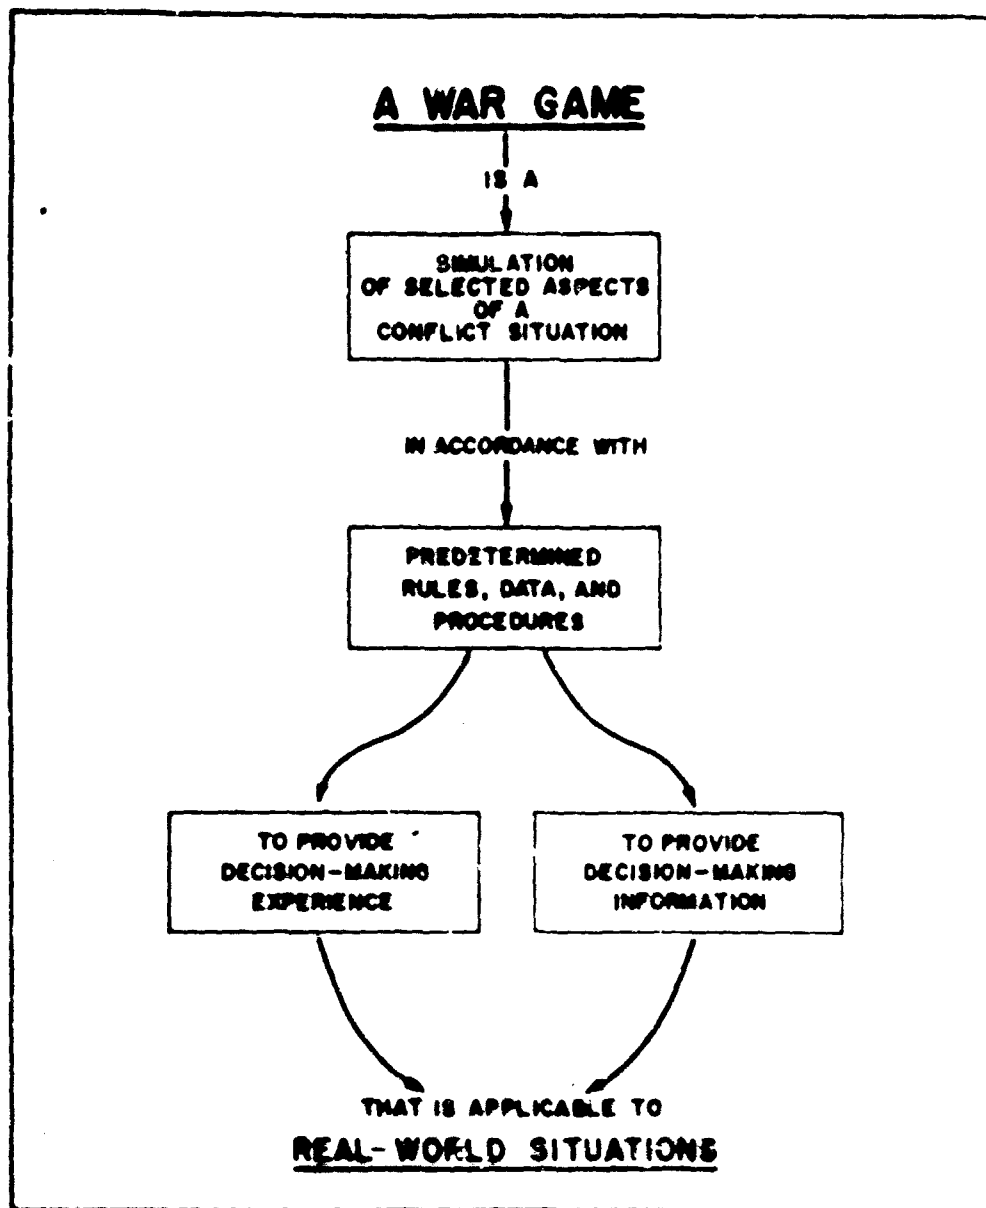 A WAR GAME
IS A
SIMULATION
OF SELECTED ASPECTS
OF A
CONFLICT SITUATION
IN ACCORDANCE WITH
PREDETERMINED
RULES, DATA, AND
PROCEDURES
TO PROVIDE
DECISION-MAKING
EXPERIENCE
TO PROVIDE
DECISION-MAKING
INFORMATION
THAT IS APPLICABLE TO
REAL-WORLD SITUATIONS